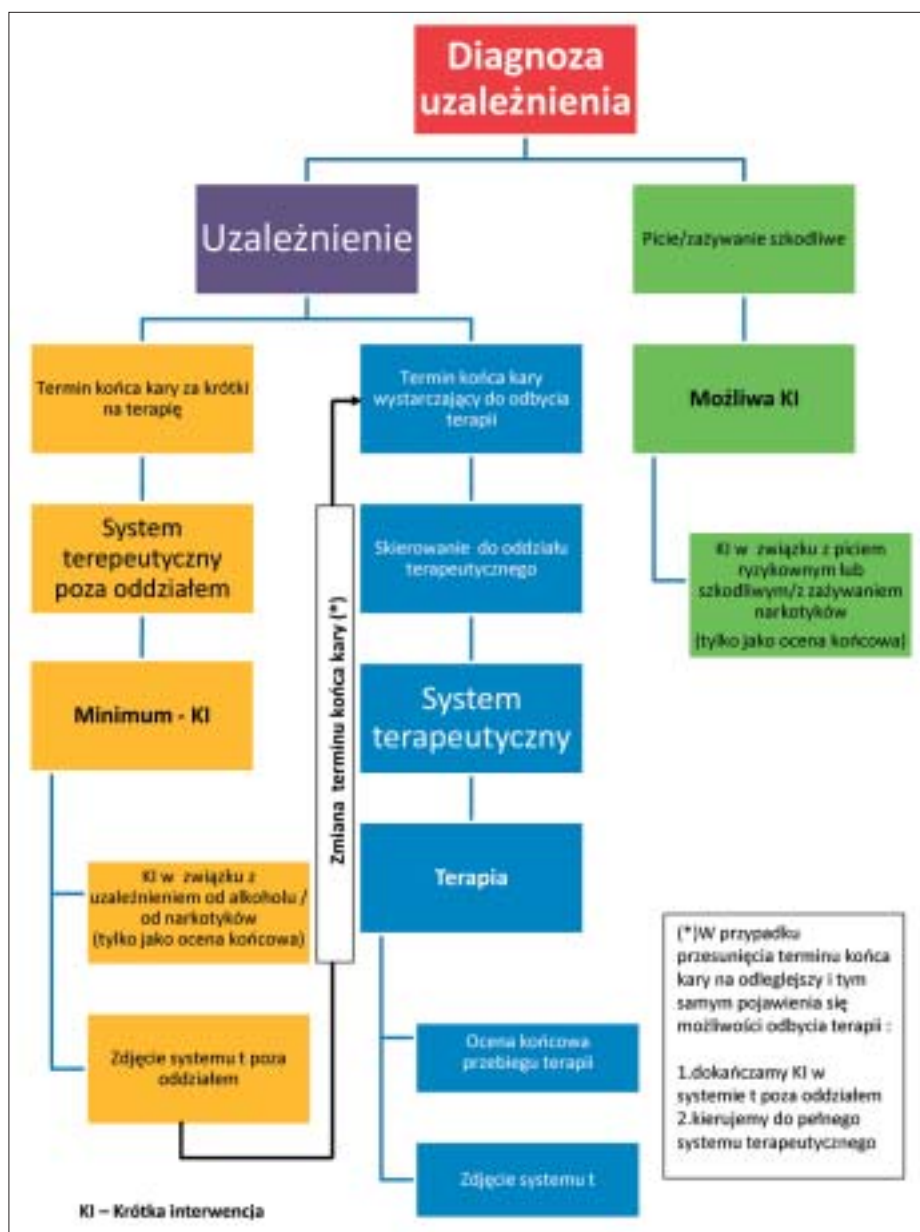 Diagnoza
uzależnienia
Uzależnienie
Picie/zażywanie szkodliwe
Termin końca kary za krótki
na terapię
Termin końca kary
wystarczający do odbycia
terapii
Możliwa KI
System
terepeutyczny
poza oddziałem
Skierowanie do oddziału
terapeutycznego
KI w związku z piciem
ryzykownym lub
szkodliwym/z zażywaniem
narkotyków
(tylko jako ocena końcowa)
Minimum - KI
System
terapeutyczny
Zmiana terminu końca kary (*)
KI w związku z
uzależnieniem od alkoholu /
od narkotyków
(tylko jako ocena końcowa)
Terapia
Zdjęcie systemu t poza
oddziałem
Ocena końcowa
przebiegu terapii
Zdjęcie systemu t
(*)W przypadku
przesunięcia terminu końca
kary na odleglejszy i tym
samym pojawienia się
możliwości odbycia terapii :
1.dokańczamy KI w
systemie t poza oddziałem
2.kierujemy do pełnego
systemu terapeutycznego
KI – Krótka interwencja